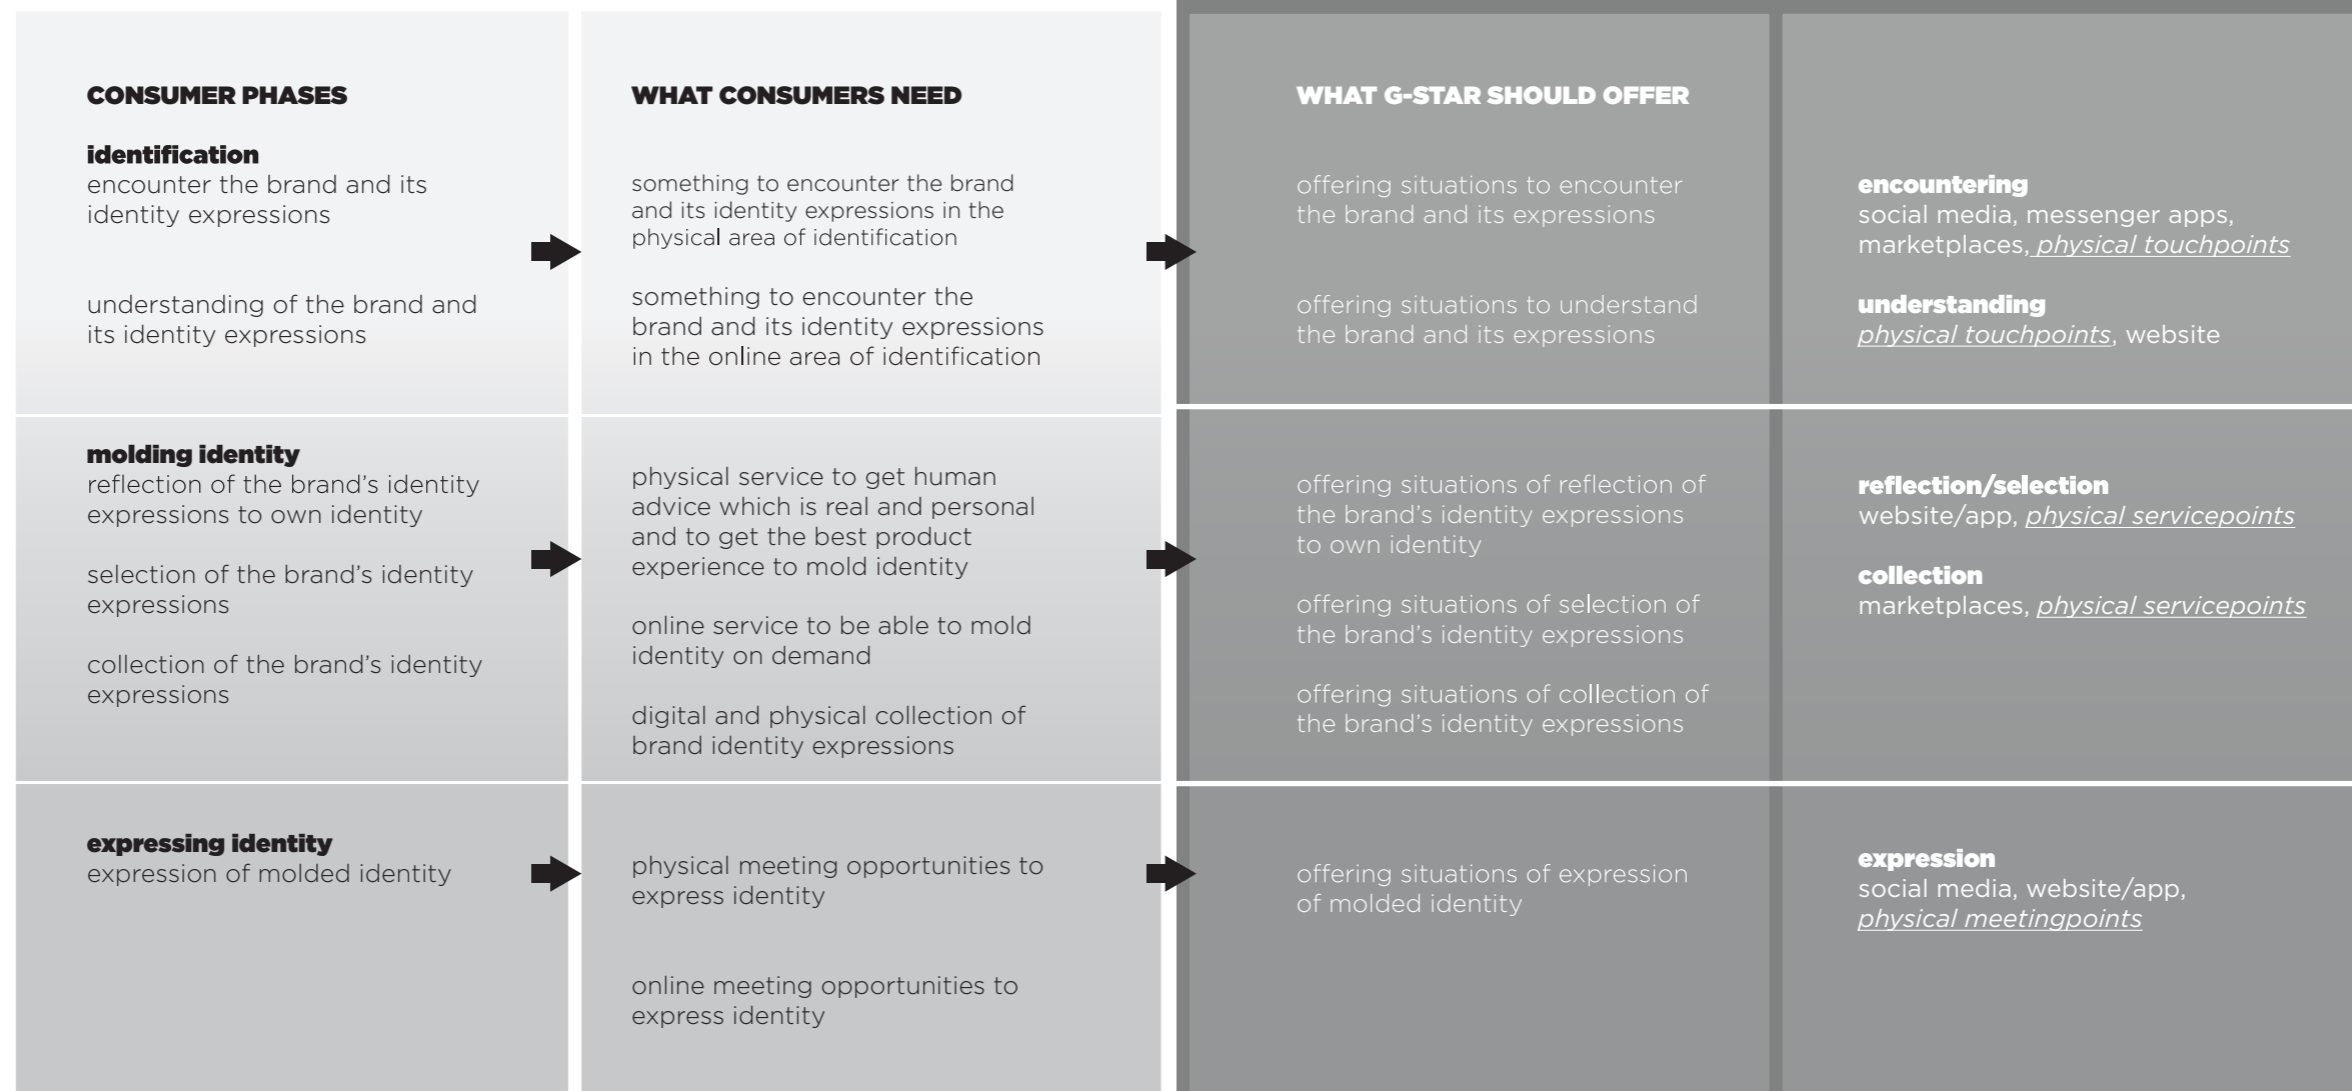 CONSUMER PHASES
identification
encounter the brand and its
identity expressions
understanding of the brand and
its identity expressions
WHAT CONSUMERS NEED
something to encounter the brand
and its identity expressions in the
physical area of identification
something to encounter the
brand and its identity expressions
in the online area of identification
WHAT G-STAR SHOULD OFFER
offering situations to encounter
the brand and its expressions
offering situations to understand
the brand and its expressions
encountering
social media, messenger apps,
marketplaces, physical touchpoints
understanding
physical touchpoints, website
molding identity
reflection of the brand’s identity
expressions to own identity
selection of the brand’s identity
expressions
collection of the brand’s identity
expressions
physical service to get human
advice which is real and personal
and to get the best product
experience to mold identity
online service to be able to mold
identity on demand
digital and physical collection of
brand identity expressions
offering situations of reflection of
the brand’s identity expressions
to own identity
offering situations of selection of
the brand’s identity expressions
offering situations of collection of
the brand’s identity expressions
reflection/selection
website/app, physical servicepoints
collection
marketplaces, physical servicepoints
expressing identity
expression of molded identity
physical meeting opportunities to
express identity
online meeting opportunities to
express identity
offering situations of expression
of molded identity
expression
social media, website/app,
physical meetingpoints